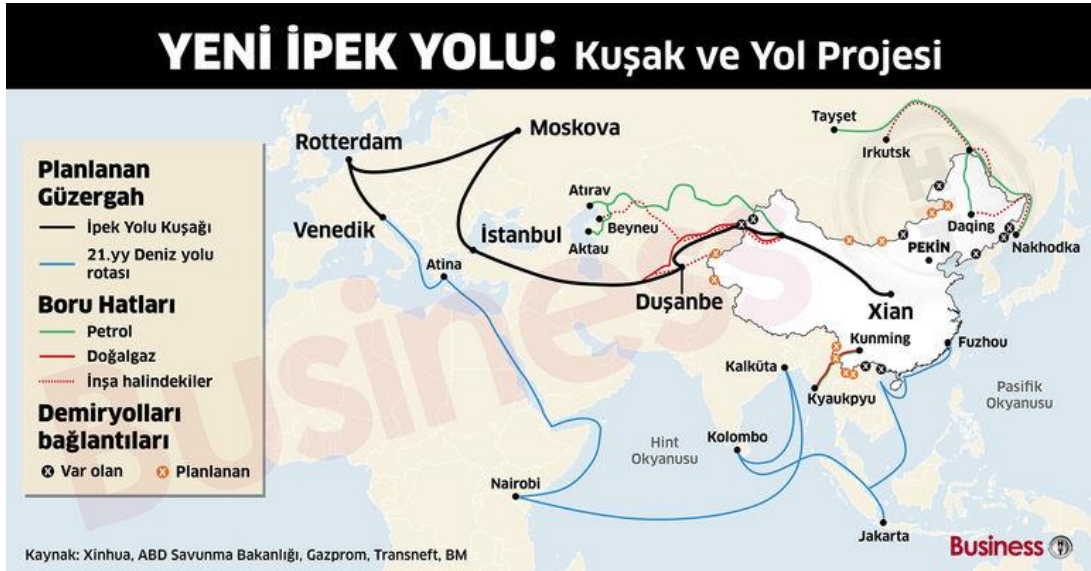 YENİ İPEK YOLU: Kuşak ve Yol Projesi
Planlanan
Güzergah
İpek Yolu Kuşağı
21.yy Deniz yolu
rotası
Boru Hatları
Petrol
Doğalgaz
İnşa halindekiler
Demiryolları
bağlantıları
Var olan
Planlanan
Rotterdam
Moskova
Venedik
İstanbul
Atina
Atırav
Beyneu
Aktau
Duşanbe
Tayşet
Irkutsk
Daqing
Nakhodka
PEKİN
Xian
Kunming
Fuzhou
Kalküta
Kyaukpyu
Kolombo
Pasifik
Okyanusu
Hint
Okyanusu
Nairobi
Jakarta
Business
Kaynak: Xinhua, ABD Savunma Bakanlığı, Gazprom, Transneft, BM
Business